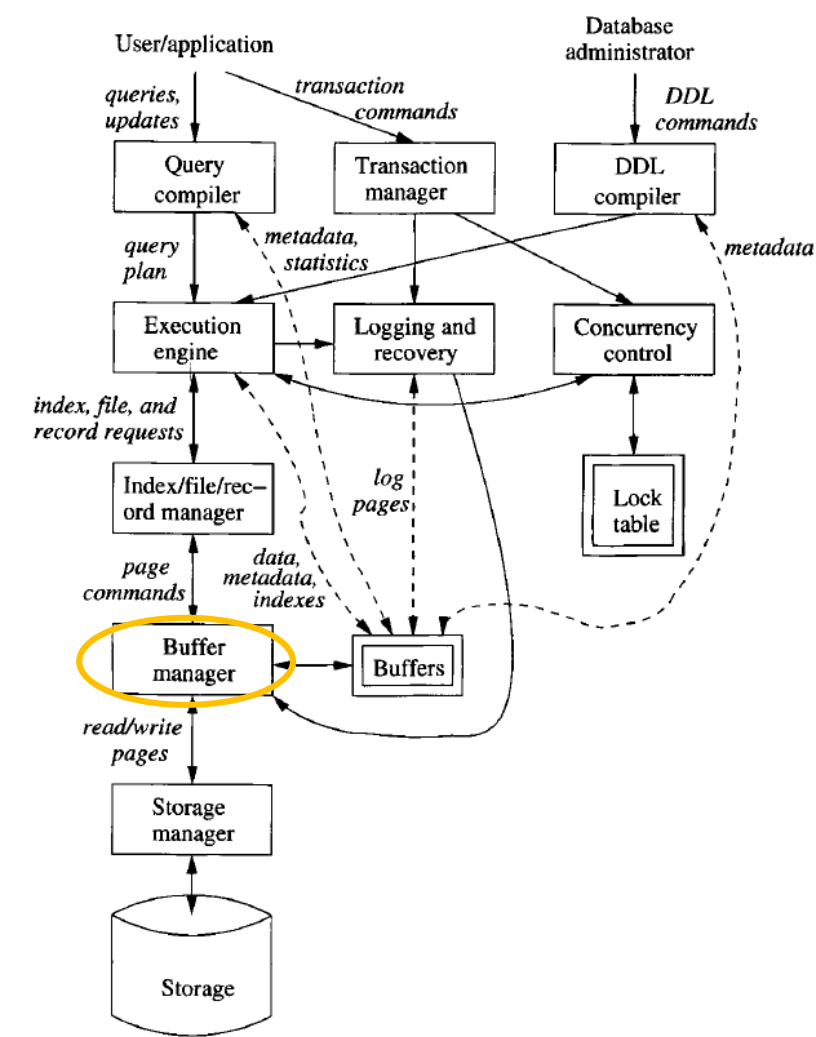 User/application
Database
administrator
queries,
updates
transaction
commands
DDL
commands
Query
compiler
Transaction
manager
DDL
compiler
query
plan
metadata,
statistics
metadata
Execution
engine
Logging and
recovery
Concurrency
control
index, file, and
record requests
Index/file/rec–
ord manager
log
pages
Lock
table
page
commands
data,
metadata,
indexes
Buffer
manager
Buffers
read/write
pages
Storage
manager
Storage